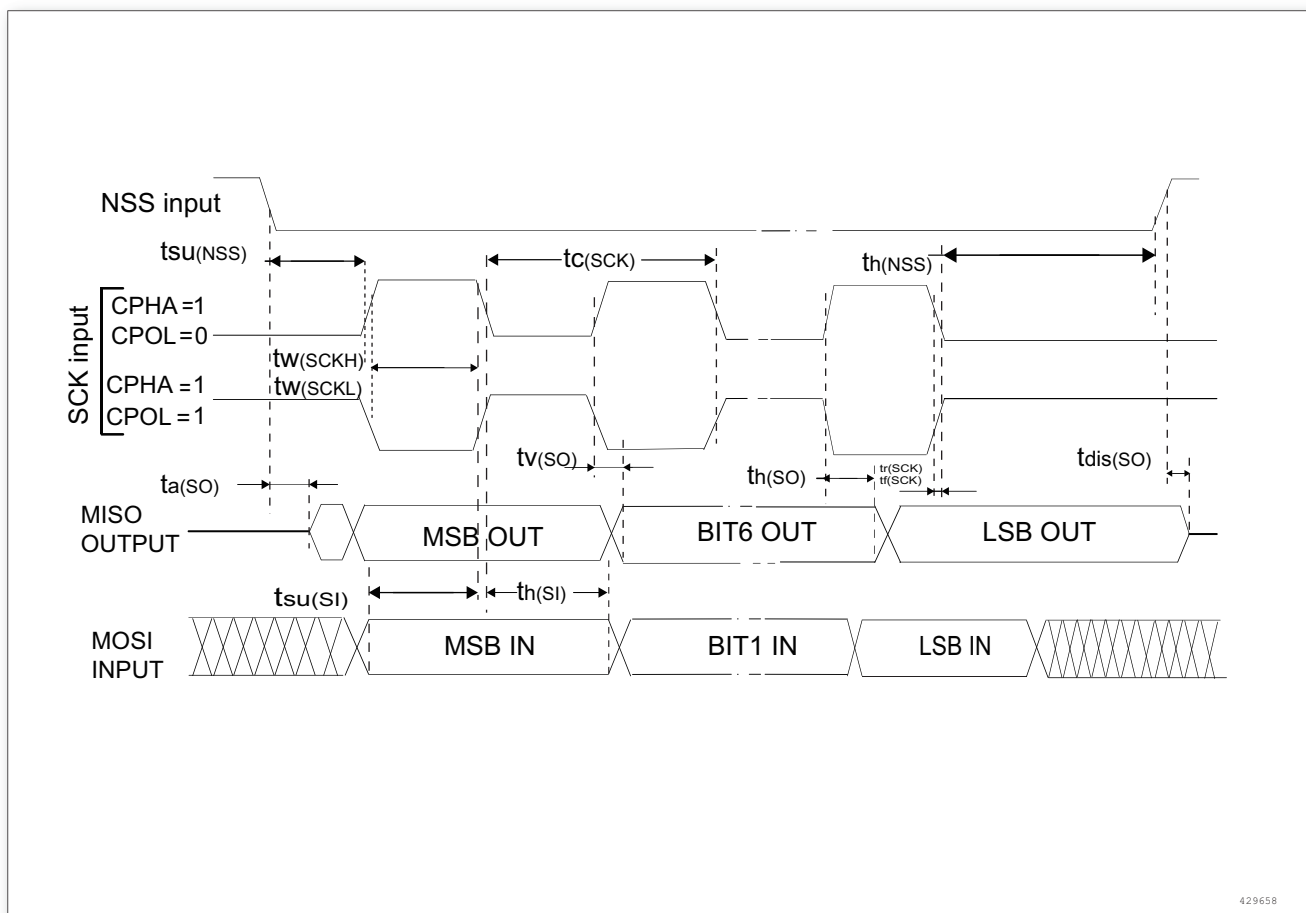 NSS input
tsu(NSS)
tc(SCK)
th(NSS)
SCK input
CPHA =1
CPOL =0
tw(SCKH)
CPHA =1
tw(SCKL)
CPOL =1
tv(SO)
th(SO)
tr(SCK)
tf(SCK)
tdis(SO)
ta(SO)
MISO
OUTPUT
MSB OUT
BIT6 OUT
LSB OUT
tsu(SI)
th(SI)
MOSI
INPUT
MSB IN
BIT1 IN
LSB IN
429658